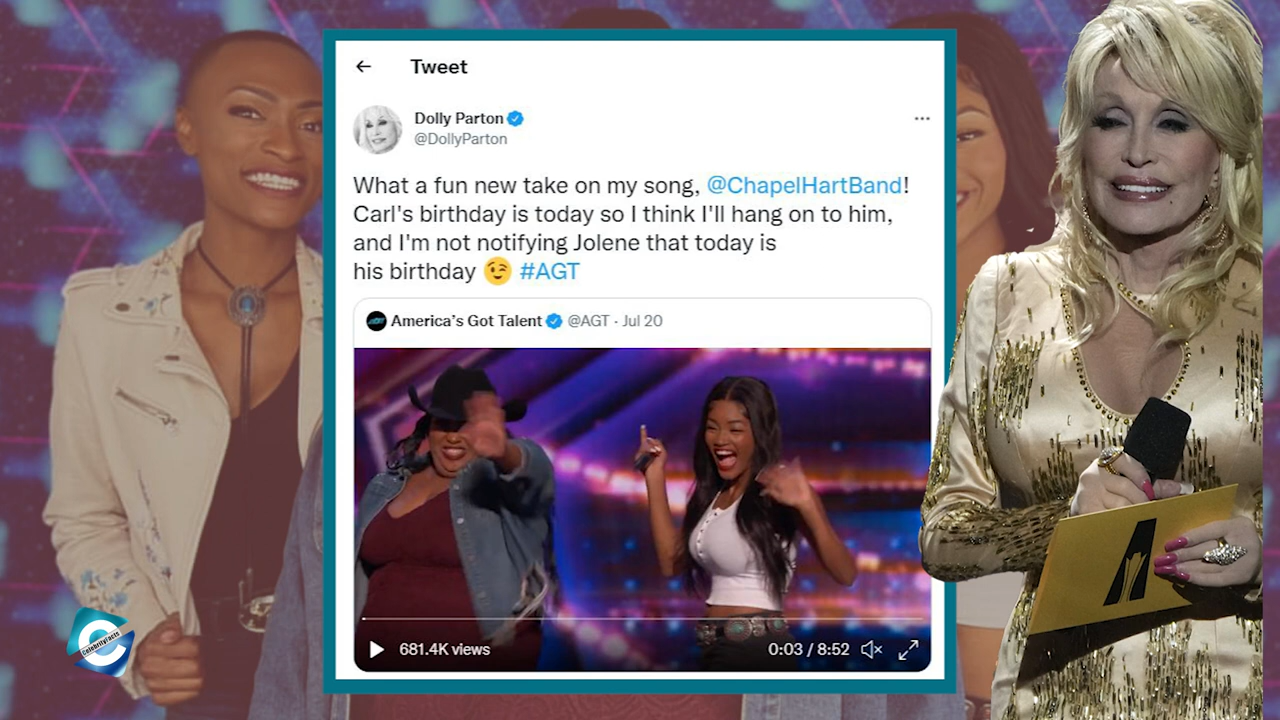 ← Tweet
Dolly Parton
@DollyParton
What a fun new take on my song, @ChapelHartBand!
Carl's birthday is today so I think I'll hang on to him,
and I'm not notifying Jolene that today is
his birthday 😉 #AGT
AGT America's Got Talent @AGT · Jul 20
681.4K views 0:03 / 8:52
CelebrityFacts